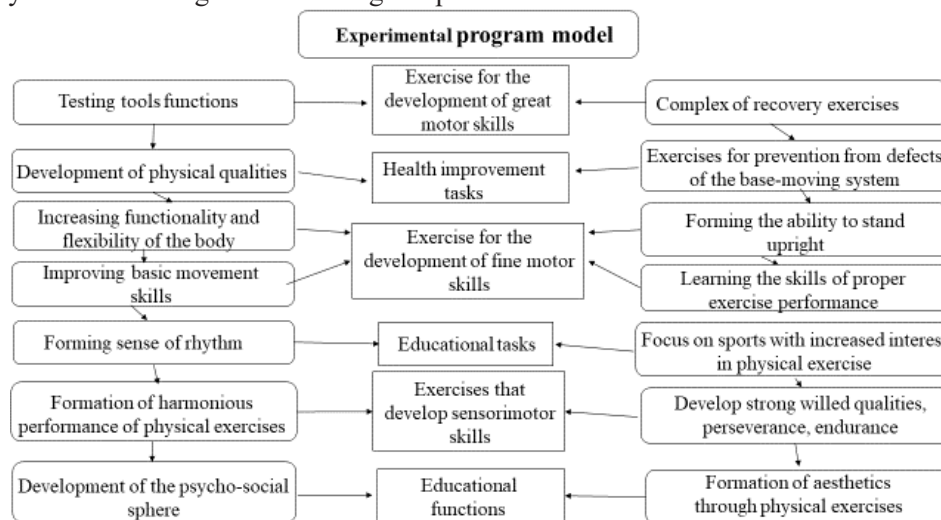 Experimental program model
Testing tools functions
Exercise for the
development of great
motor skills
Complex of recovery exercises
Development of physical qualities
Health improvement
tasks
Exercises for prevention from defects
of the base-moving system
Increasing functionality and
flexibility of the body
Exercise for the
development of fine motor
skills
Forming the ability to stand
upright
Improving basic movement
skills
Learning the skills of proper
exercise performance
Forming sense of rhythm
Educational tasks
Focus on sports with increased interes
in physical exercise
Formation of harmonious
performance of physical exercises
Exercises that
develop sensorimotor
skills
Develop strong willed qualities,
perseverance, endurance
Development of the psycho-social
sphere
Educational
functions
Formation of aesthetics
through physical exercises